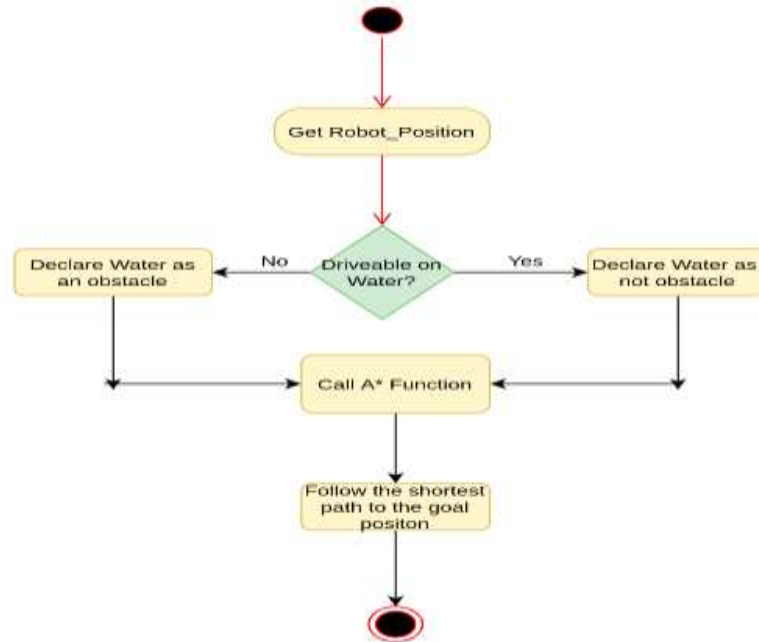 Get Robot_Position
Driveable on
Water?
No
Yes
Declare Water as
an obstacle
Declare Water as
not obstacle
Call A* Function
Follow the shortest
path to the goal
positon